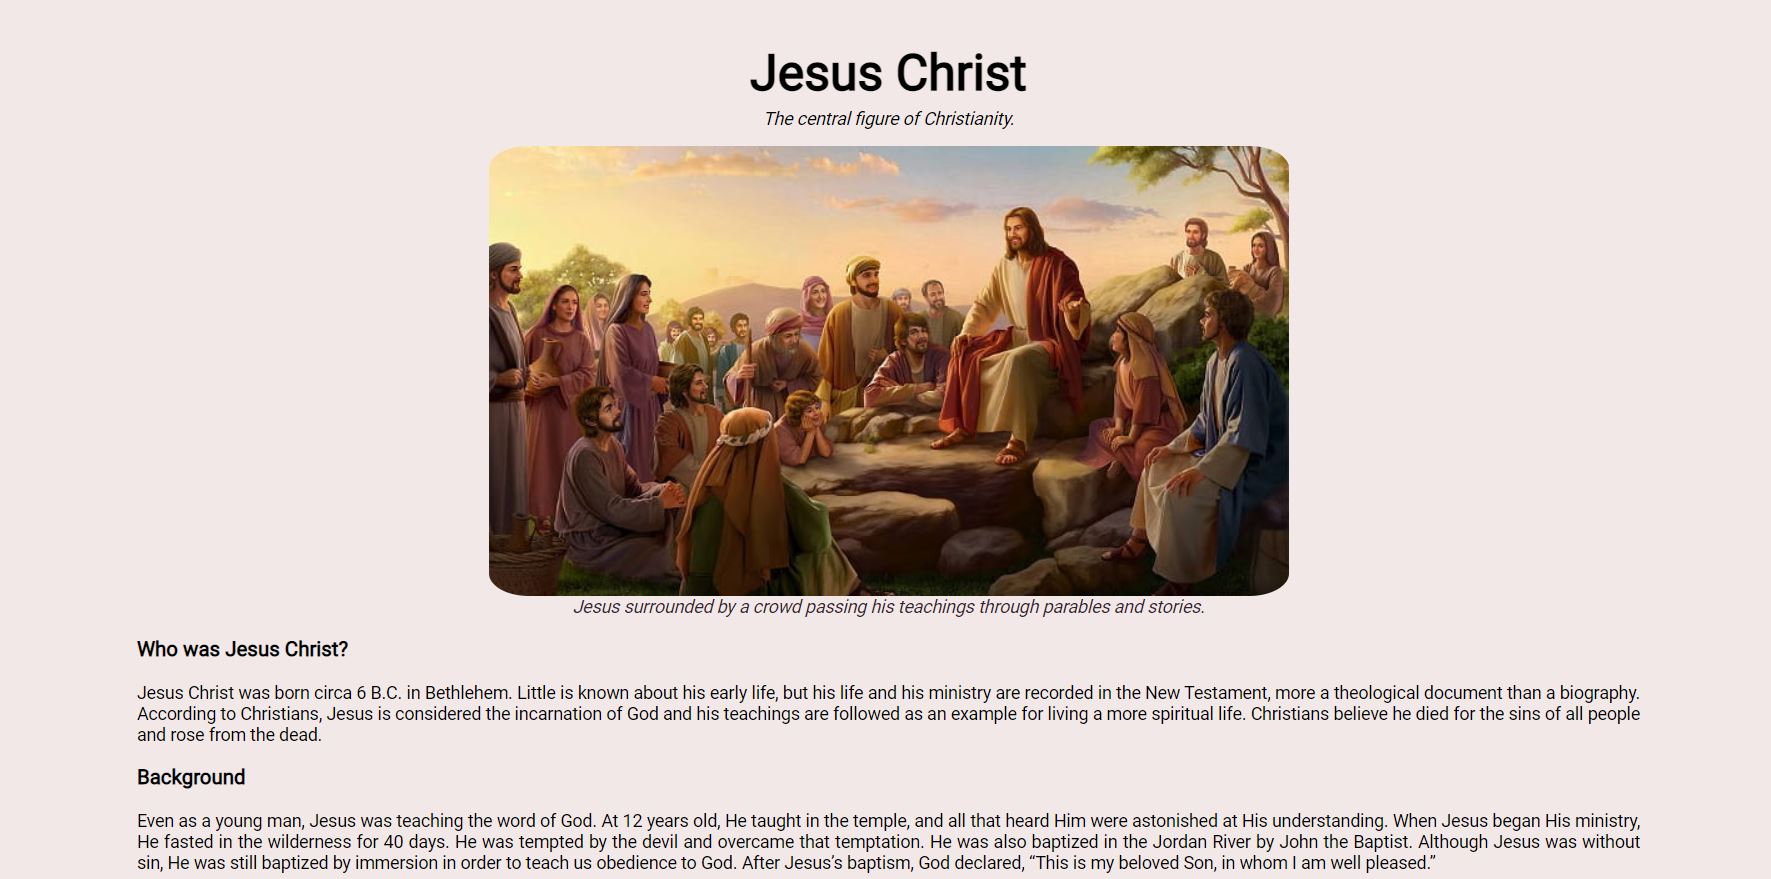 Jesus Christ
The central figure of Christianity.
Jesus surrounded by a crowd passing his teachings through parables and stories.
Who was Jesus Christ?
Jesus Christ was born circa 6 B.C. in Bethlehem. Little is known about his early life, but his life and his ministry are recorded in the New Testament, more a theological document than a biography.
According to Christians, Jesus is considered the incarnation of God and his teachings are followed as an example for living a more spiritual life. Christians believe he died for the sins of all people
and rose from the dead.
Background
Even as a young man, Jesus was teaching the word of God. At 12 years old, He taught in the temple, and all that heard Him were astonished at His understanding. When Jesus began His ministry,
He fasted in the wilderness for 40 days. He was tempted by the devil and overcame that temptation. He was also baptized in the Jordan River by John the Baptist. Although Jesus was without
sin, He was still baptized by immersion in order to teach us obedience to God. After Jesus’s baptism, God declared, “This is my beloved Son, in whom I am well pleased.”